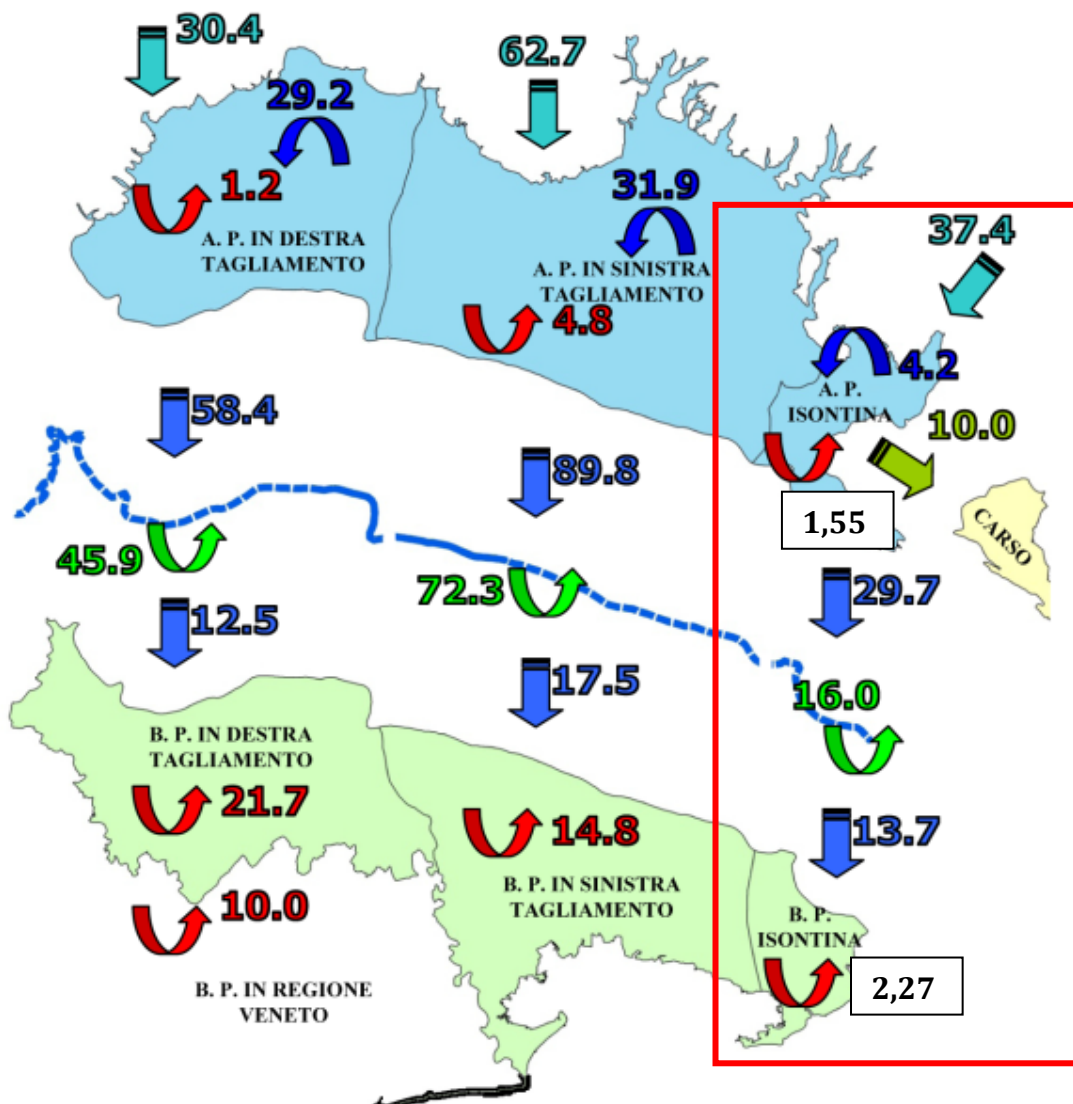 30.4
62.7
29.2
31.9
1.2
37.4
A. P. IN DESTRA
TAGLIAMENTO
A. P. IN SINISTRA
TAGLIAMENTO
4.8
4.2
A. P.
ISONTINA
10.0
58.4
89.8
1,55
CARSO
45.9
72.3
29.7
12.5
17.5
16.0
B. P. IN DESTRA
TAGLIAMENTO
21.7
14.8
13.7
B. P. IN SINISTRA
TAGLIAMENTO
10.0
B. P.
ISONTINA
B. P. IN REGIONE
VENETO
2,27